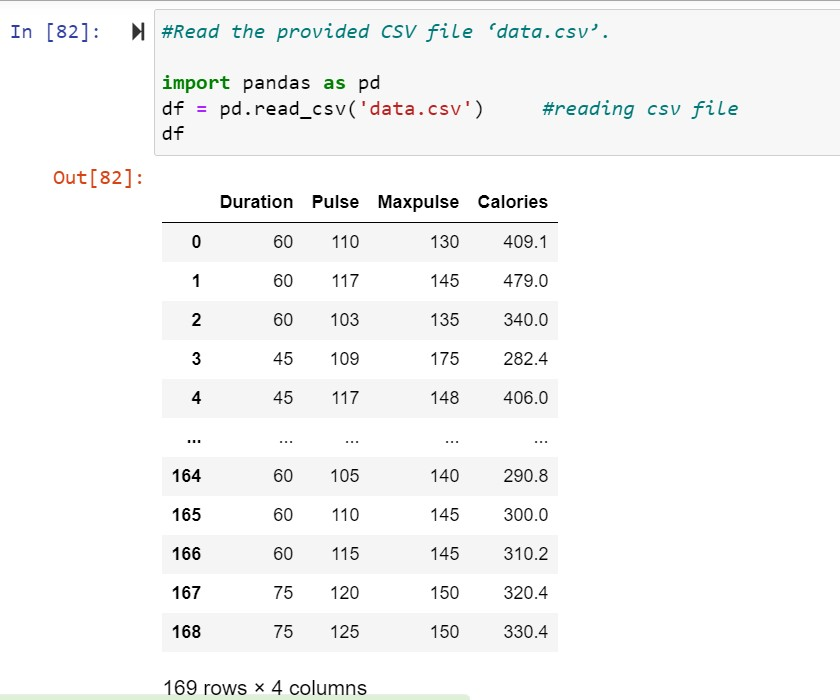 In [82]: #Read the provided CSV file ‘data.csv’.
import pandas as pd
df = pd.read_csv('data.csv') #reading csv file
df
Out[82]:
Duration Pulse Maxpulse Calories
0 60 110 130 409.1
1 60 117 145 479.0
2 60 103 135 340.0
3 45 109 175 282.4
4 45 117 148 406.0
... ... ... ... ...
164 60 105 140 290.8
165 60 110 145 300.0
166 60 115 145 310.2
167 75 120 150 320.4
168 75 125 150 330.4
169 rows × 4 columns